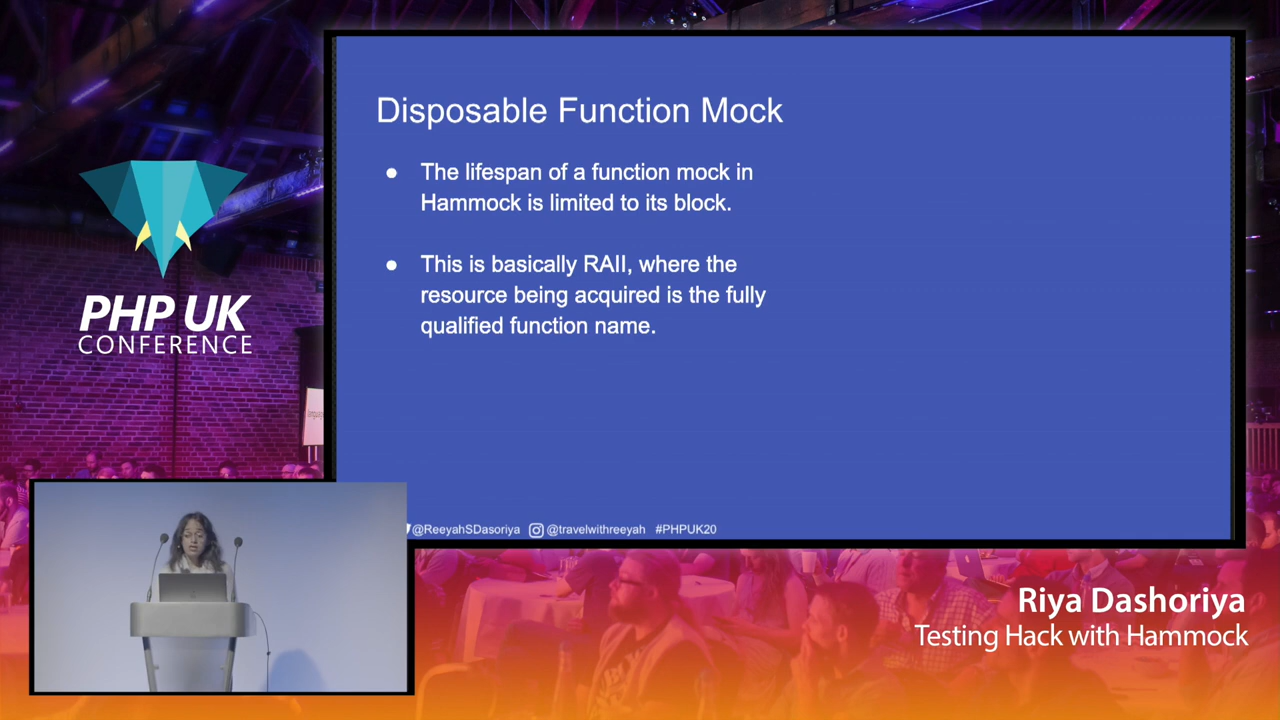 Disposable Function Mock
● The lifespan of a function mock in
Hammock is limited to its block.
● This is basically RAII, where the
resource being acquired is the fully
qualified function name.
@ReeyahSDasoriya @travelwithreeyah #PHPUK20
PHP UK
CONFERENCE
Riya Dashoriya
Testing Hack with Hammock